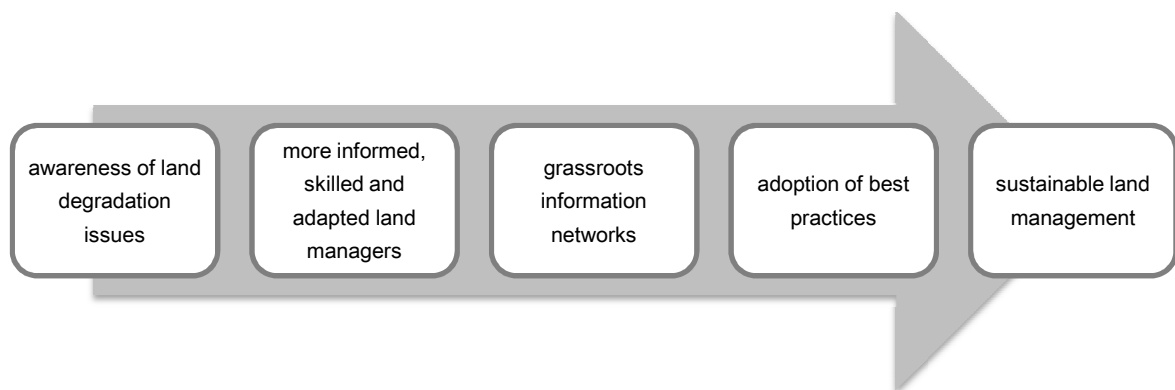 awareness of land
degradation
issues
more informed,
skilled and
adapted land
managers
grassroots
information
networks
adoption of best
practices
sustainable land
management